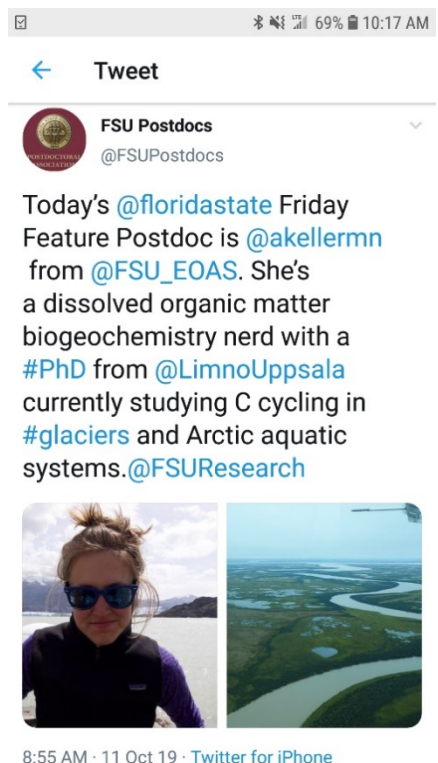 69% 10:17 AM
Tweet
FSU Postdocs
@FSUPostdocs
POSTDOCTORAL
ASSOCIATION
Today's @floridastate Friday
Feature Postdoc is @akellermn
from @FSU_EOAS. She's
a dissolved organic matter
biogeochemistry nerd with a
#PhD from @LimnoUppsala
currently studying C cycling in
#glaciers and Arctic aquatic
systems.@FSUResearch
8:55 AM · 11 Oct 19 · Twitter for iPhone